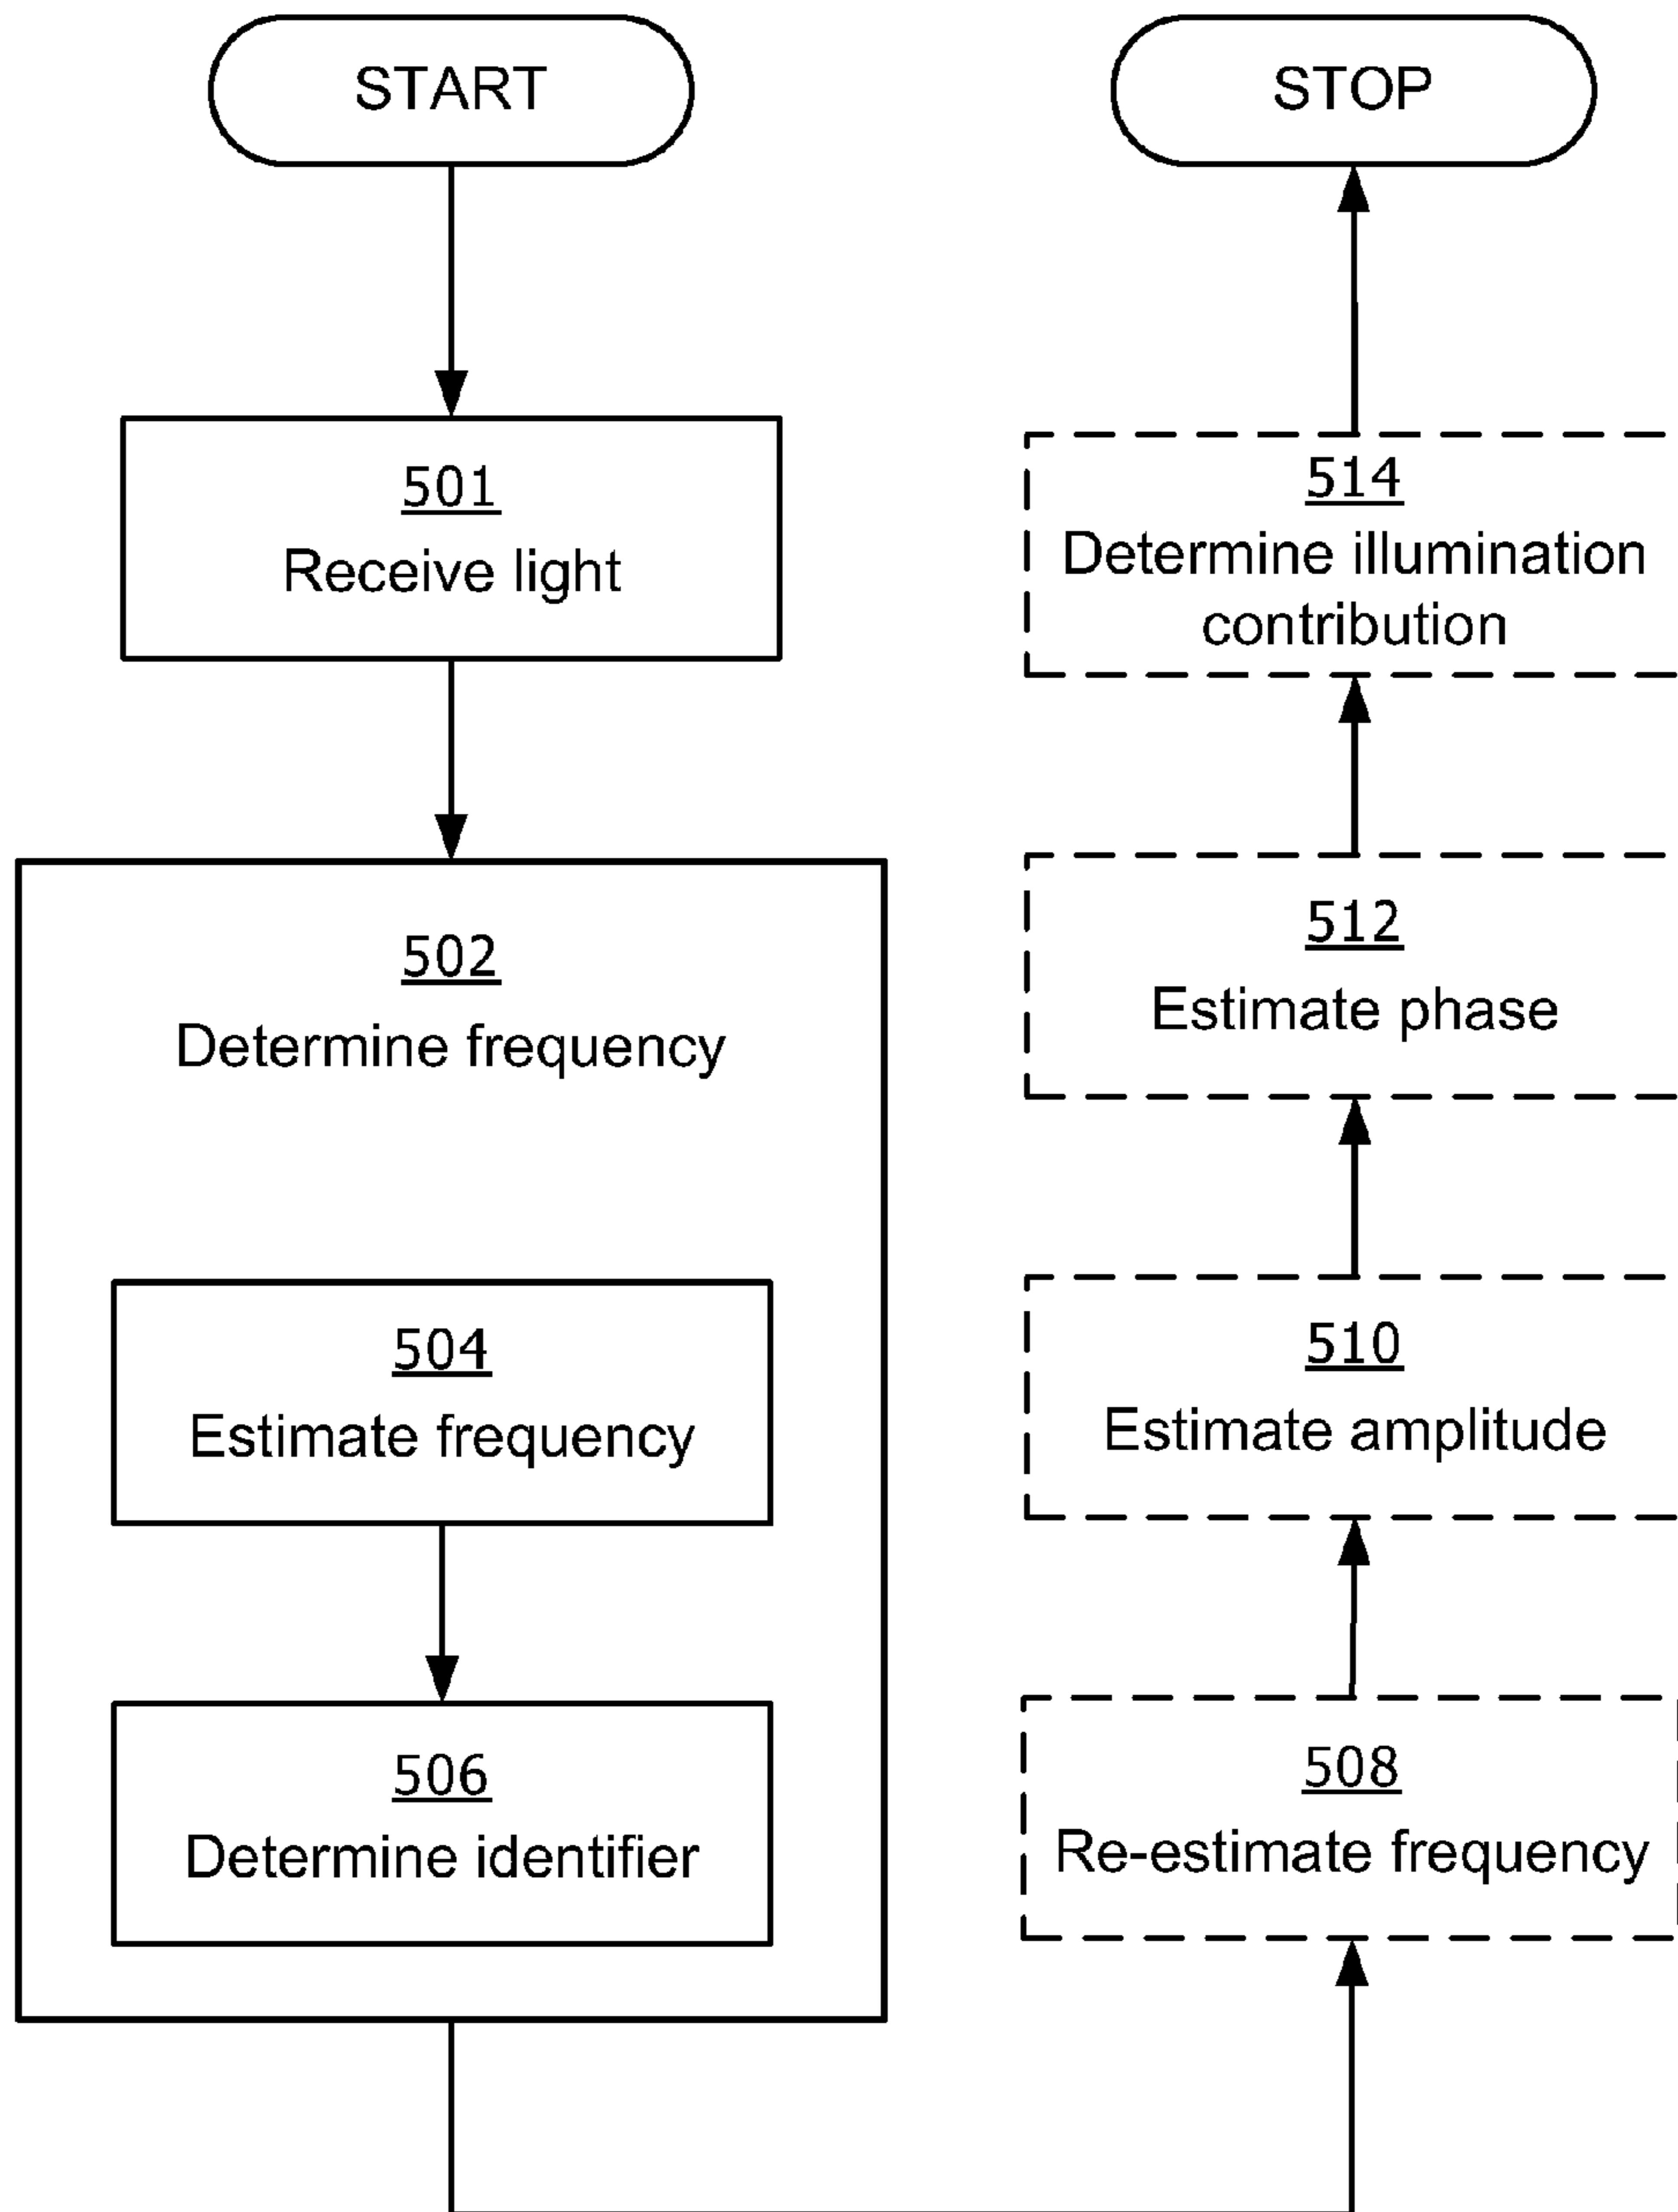 START
501
Receive light
502
Determine frequency
504
Estimate frequency
506
Determine identifier
STOP
514
Determine illumination
contribution
512
Estimate phase
510
Estimate amplitude
508
Re-estimate frequency